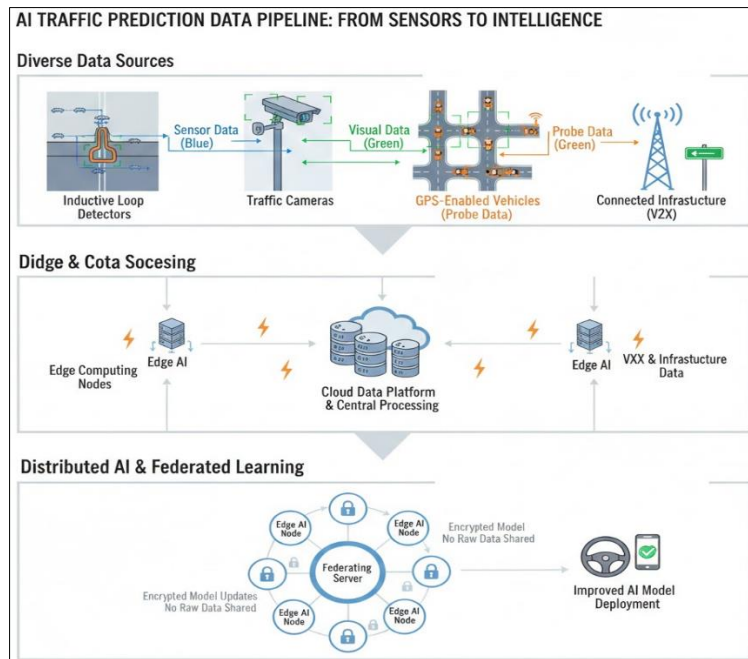 AI TRAFFIC PREDICTION DATA PIPELINE: FROM SENSORS TO INTELLIGENCE
Diverse Data Sources
Sensor Data
(Blue)
Visual Data
(Green)
Probe Data
(Green)
Inductive Loop
Detectors
Traffic Cameras
GPS-Enabled Vehicles
(Probe Data)
Connected Infrastucture
(V2X)
Didge & Cota Socesing
Edge Computing
Nodes
Edge AI
Cloud Data Platform
& Central Processing
Edge AI
VXX & Infrastucture
Data
Distributed AI & Federated Learning
Edge AI
Node
Edge AI
Node
Encrypted Model
No Raw Data Shared
Federating
Server
Encrypted Model Updates
No Raw Data Shared
Edge AI
Node
Edge AI
Node
Improved AI Model
Deployment